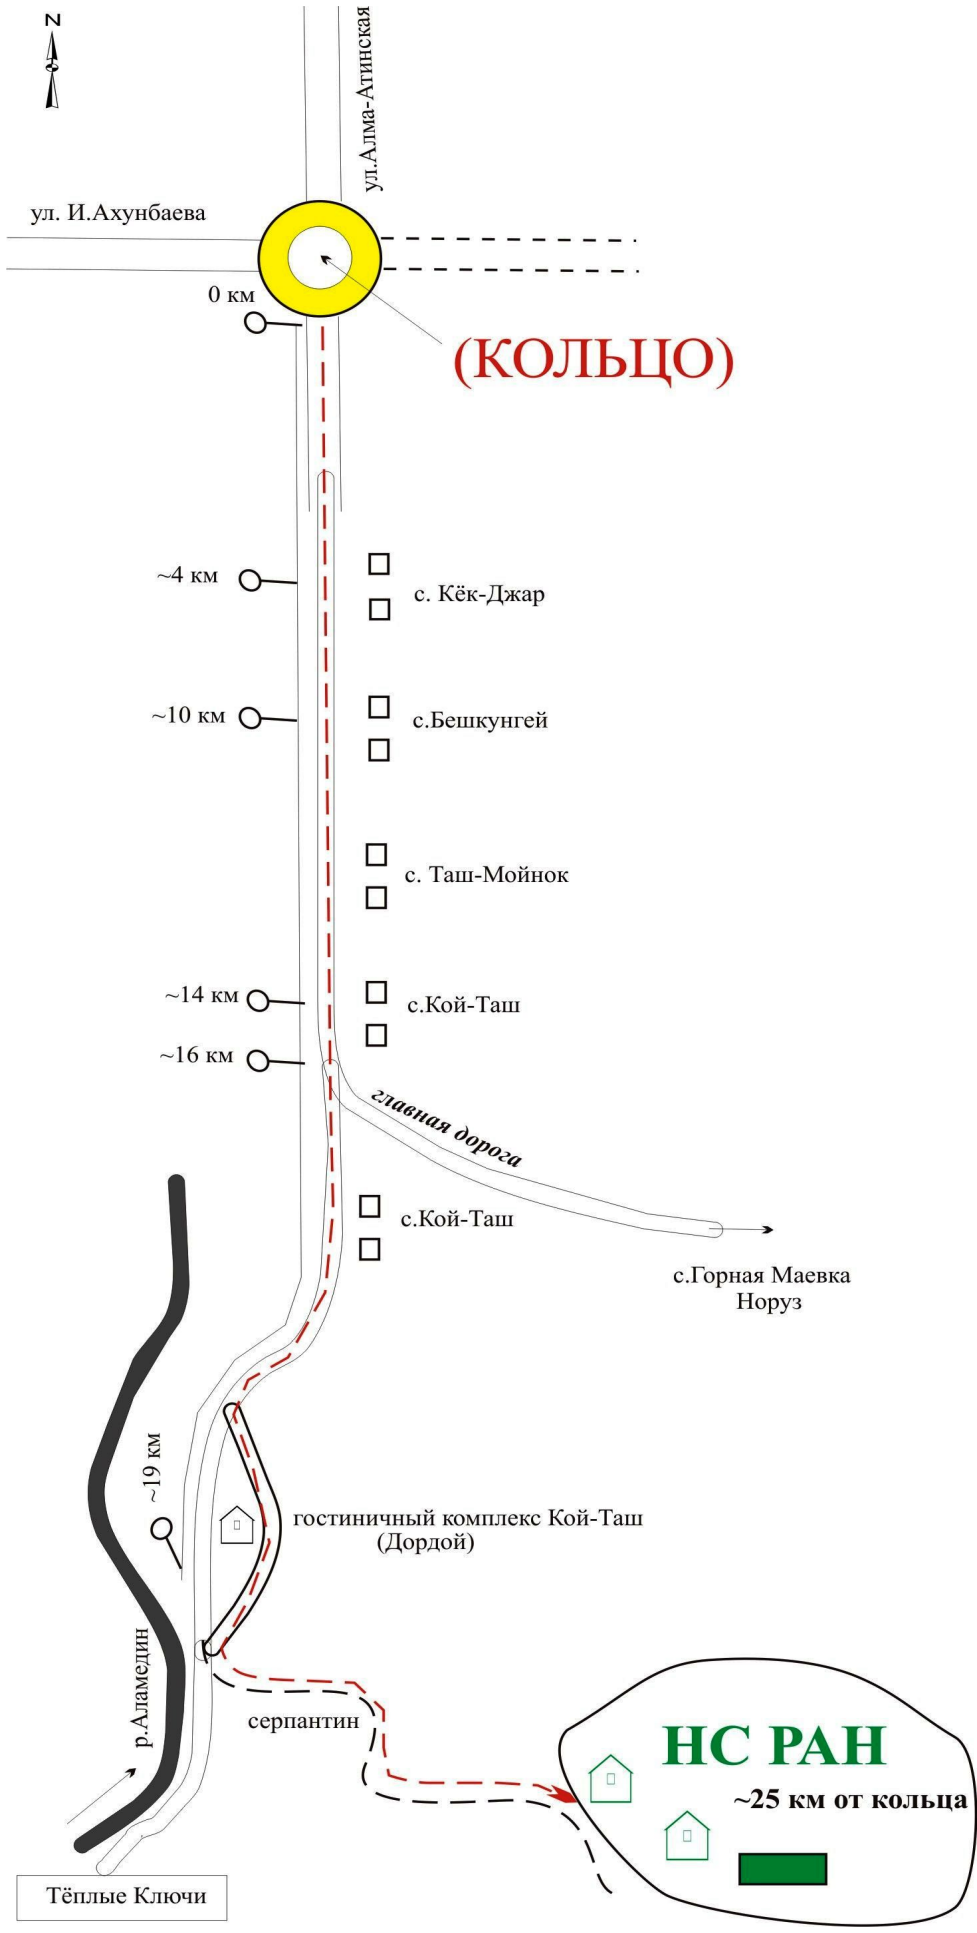 N
ул.Алма-Атинская
ул. И.Ахунбаева
0 км
(КОЛЬЦО)
~4 км
с. Кёк-Джар
~10 км
с.Бешкунгей
с. Таш-Мойнок
~14 км
с.Кой-Таш
~16 км
главная дорога
с.Кой-Таш
с.Горная Маевка
Норуз
~19 км
гостиничный комплекс Кой-Таш
(Дордой)
р.Аламедин
серпантин
НС РАН
~25 км от кольца
Тёплые Ключи